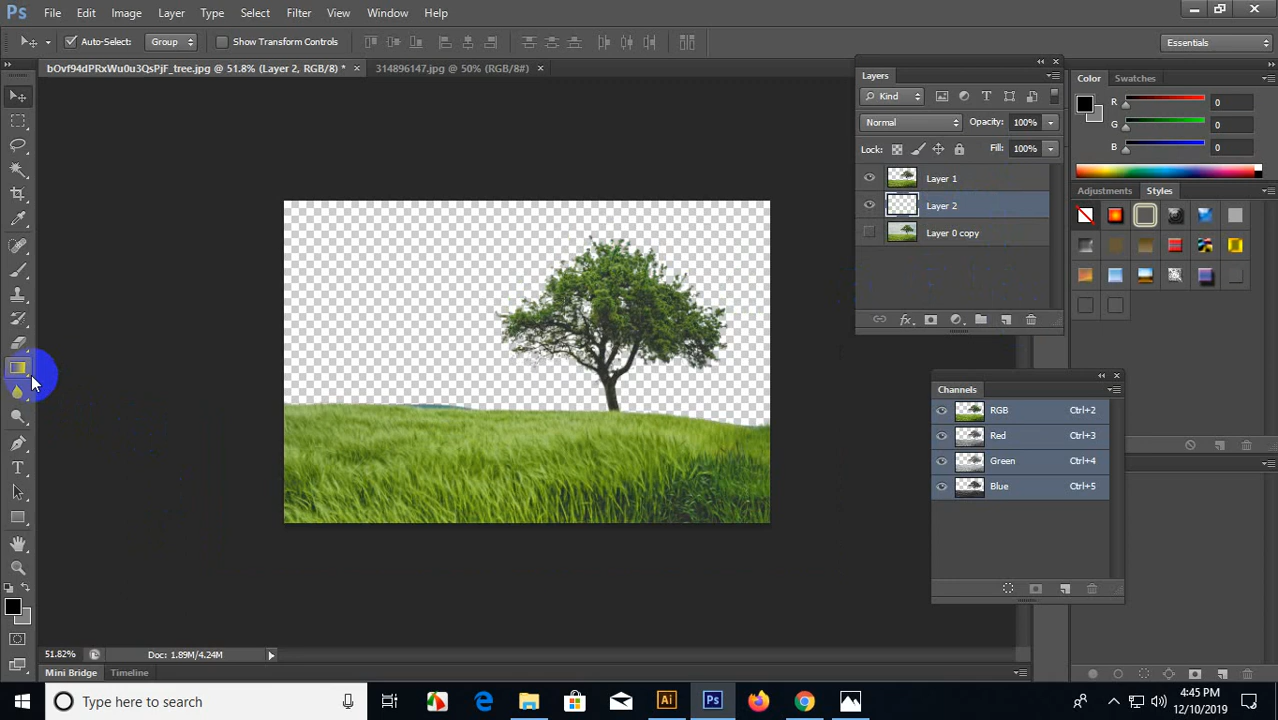 Ps File Edit Image Layer Type Select Filter View Window Help
Auto-Select: Group Show Transform Controls Essentials
bOvf94dPRxWu0u3QsPjF_tree.jpg @ 51.8% (Layer 2, RGB/8) * × 314896147.jpg @ 50% (RGB/8#) ×
Layers
Kind
Normal Opacity: 100%
Lock: Fill: 100%
Layer 1
Layer 2
Layer 0 copy
fx
Color Swatches
R 0
G 0
B 0
Adjustments Styles
Channels
RGB Ctrl+2
Red Ctrl+3
Green Ctrl+4
Blue Ctrl+5
T
51.82% Doc: 1.89M/4.24M
Mini Bridge Timeline
Type here to search
Ai Ps
4:45 PM
12/10/2019